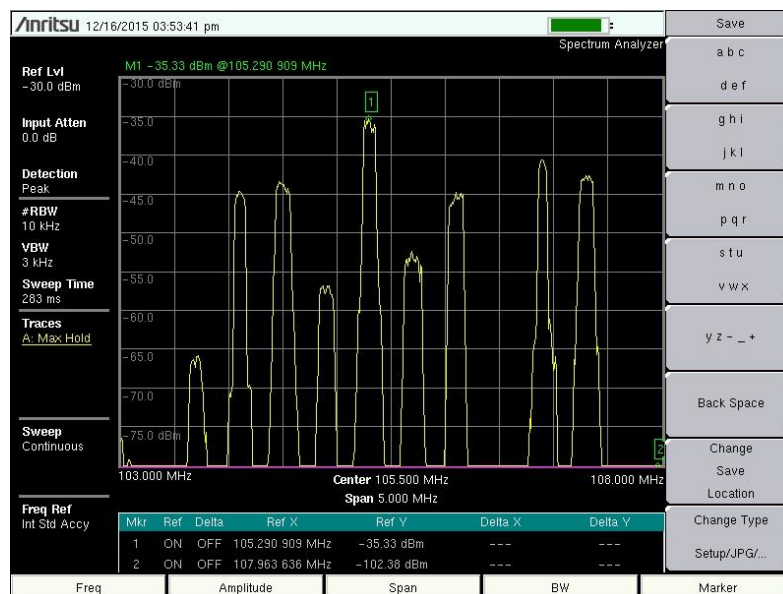 Anritsu 12/16/2015 03:53:41 pm
Spectrum Analyzer
M1 -35.33 dBm @105.290 909 MHz
Ref Lvl
-30.0 dBm
Input Atten
0.0 dB
Detection
Peak
#RBW
10 kHz
VBW
3 kHz
Sweep Time
283 ms
Traces
A: Max Hold
Sweep
Continuous
Freq Ref
Int Std Accy
-30.0 dBm
-35.0
-40.0
-45.0
-50.0
-55.0
-60.0
-65.0
-70.0
-75.0 dBm
1
2
103.000 MHz
Center 105.500 MHz
108.000 MHz
Span 5.000 MHz
Mkr Ref Delta Ref X Ref Y Delta X Delta Y
1 ON OFF 105.290 909 MHz -35.33 dBm --- ---
2 ON OFF 107.963 636 MHz -102.38 dBm --- ---
Save
a b c
d e f
g h i
j k l
m n o
p q r
s t u
v w x
y z - _ +
Back Space
Change
Save
Location
Change Type
Setup/JPG/...
Freq Amplitude Span BW Marker